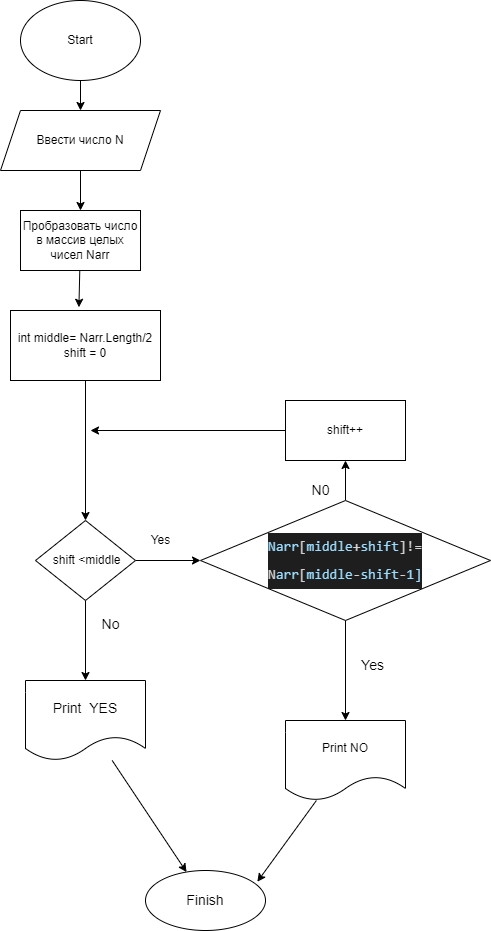 Start
Ввести число N
Пробразовать число
в массив целых
чисел Narr
int middle= Narr.Length/2
shift = 0
shift++
N0
shift <middle
Yes
Narr[middle+shift]!=
Narr[middle-shift-1]
No
Yes
Print YES
Print NO
Finish